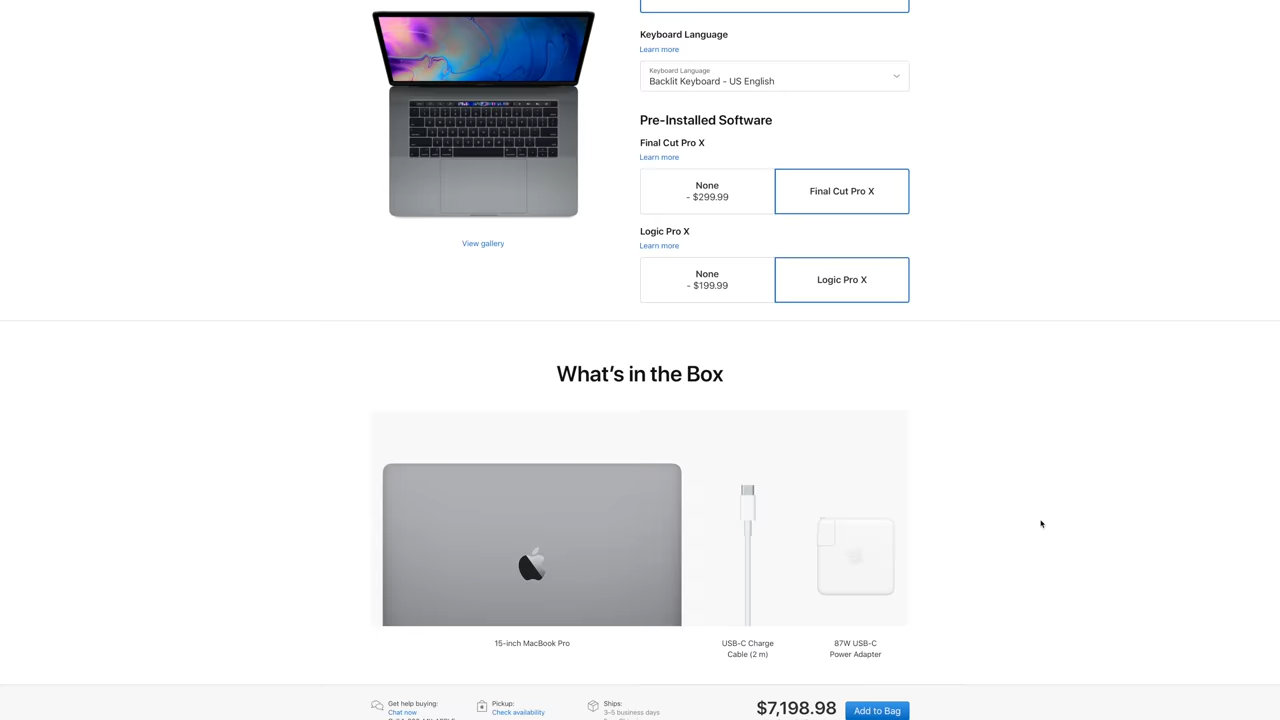 Keyboard Language
Learn more
Keyboard Language
Backlit Keyboard - US English
Pre-Installed Software
Final Cut Pro X
Learn more
None
- $299.99
Final Cut Pro X
View gallery
Logic Pro X
Learn more
None
- $199.99
Logic Pro X
What's in the Box
15-inch MacBook Pro
USB-C Charge
Cable (2 m)
87W USB-C
Power Adapter
Get help buying:
Chat now
Pickup:
Check availability
Ships:
3–5 business days
$7,198.98
Add to Bag